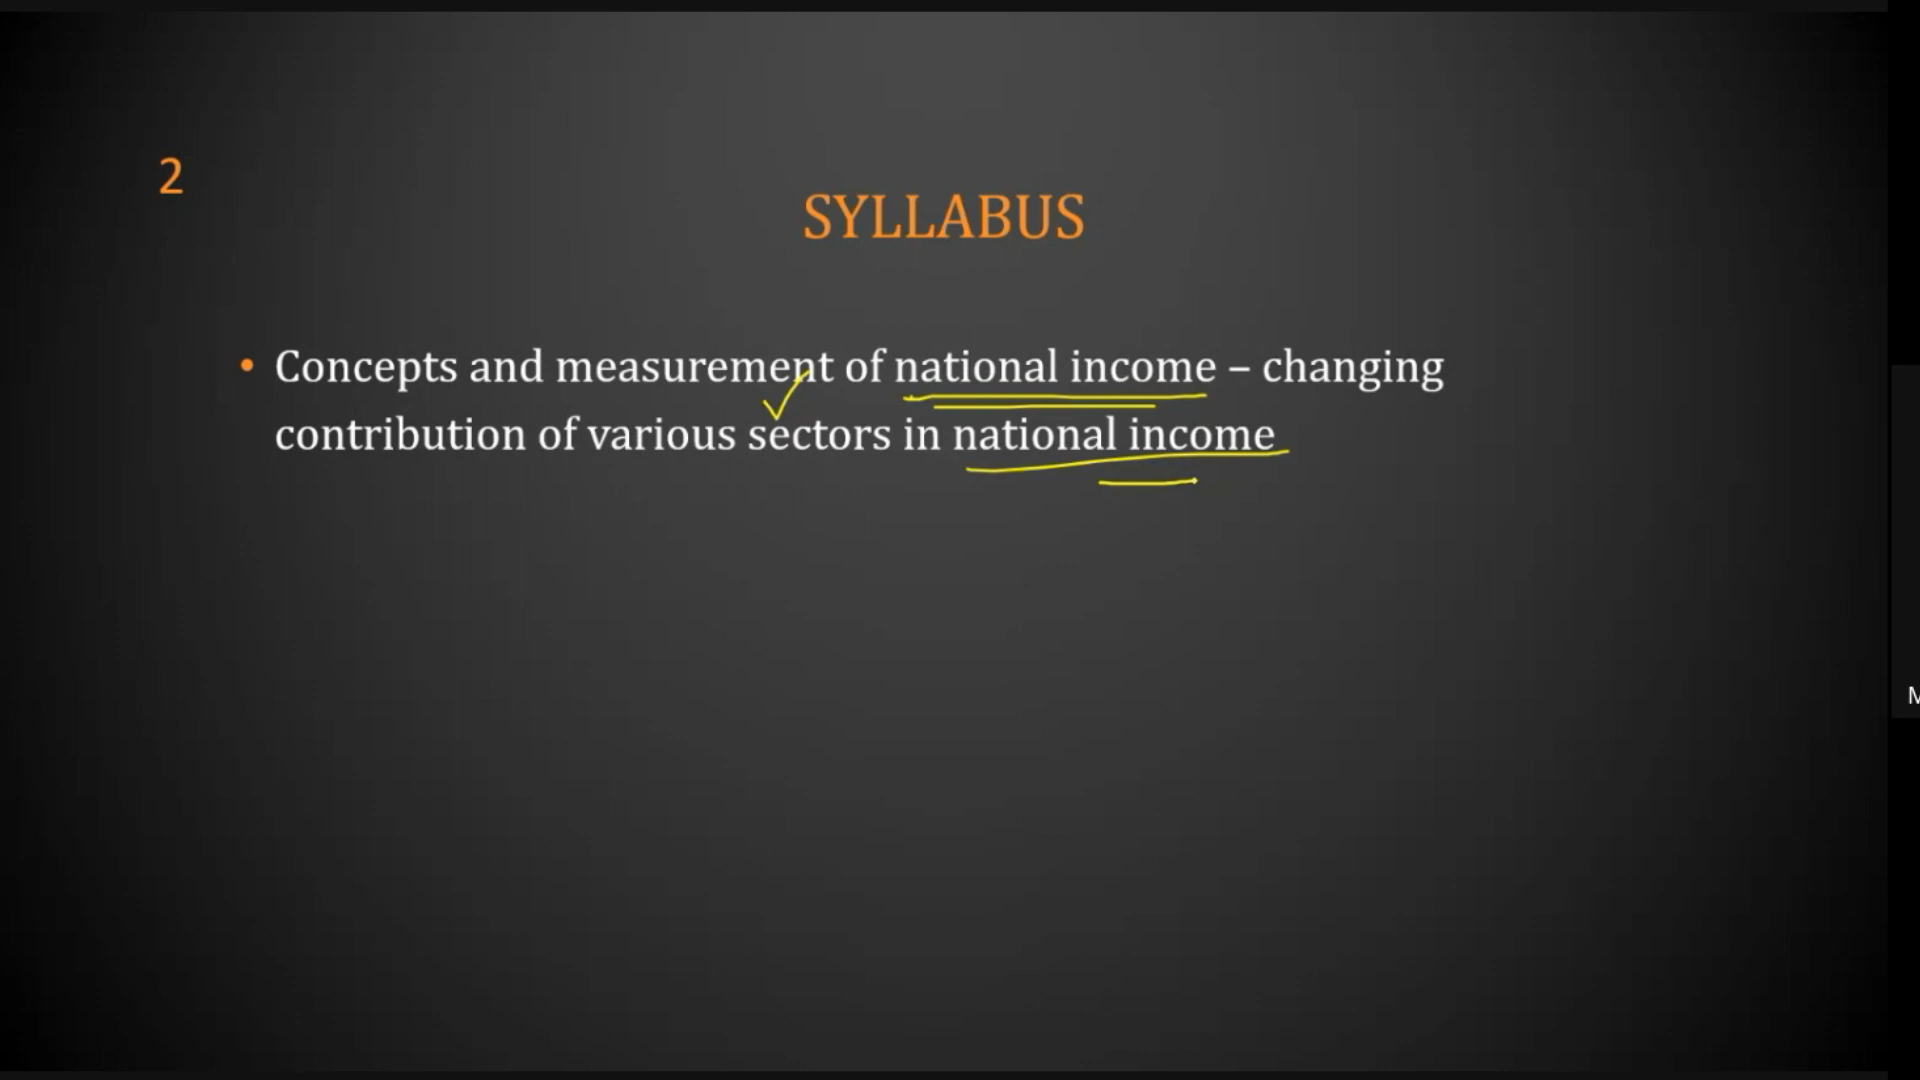 2
SYLLABUS
• Concepts and measurement of national income – changing
contribution of various sectors in national income
M